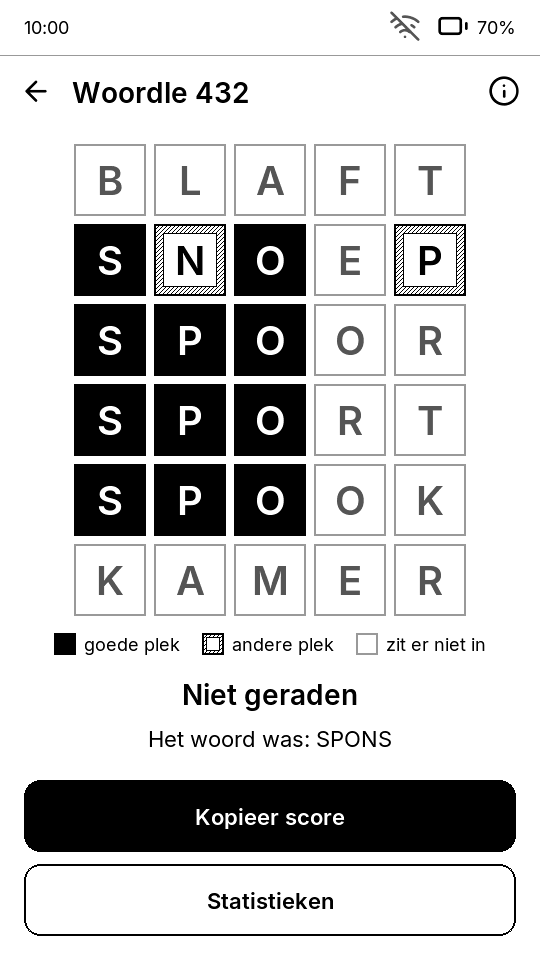 10:00 70%
Woordle 432
B L A F T
S N O E P
S P O O R
S P O R T
S P O O K
K A M E R
goede plek andere plek zit er niet in
Niet geraden
Het woord was: SPONS
Kopieer score
Statistieken